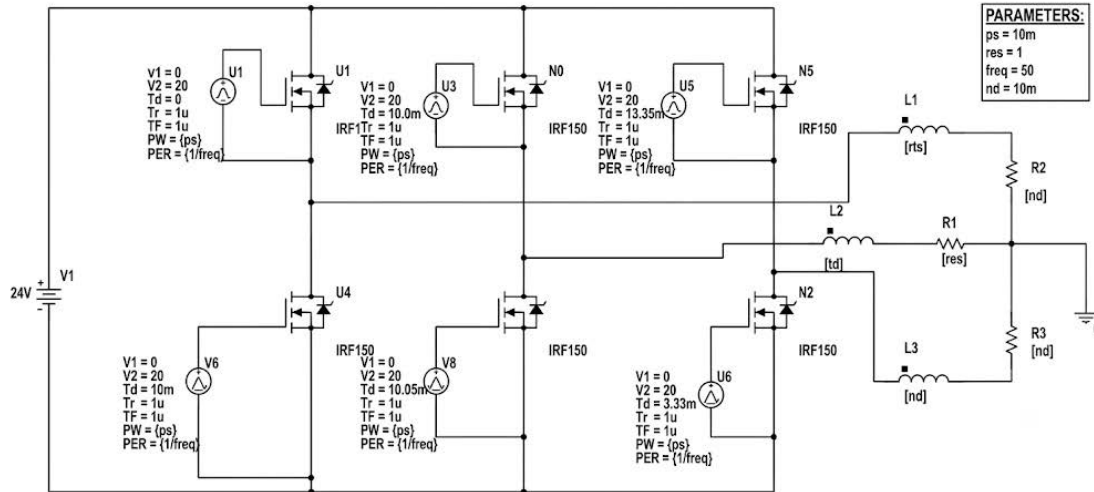 PARAMETERS:
ps = 10m
res = 1
freq = 50
nd = 10m
V1 = 0
V2 = 20
Td = 0
Tr = 1u
TF = 1u
PW = {ps}
PER = {1/freq}
U1
U1
IRF1
V1 = 0
V2 = 20
Td = 10.0m
Tr = 1u
TF = 1u
PW = {ps}
PER = {1/freq}
U3
N0
IRF150
V1 = 0
V2 = 20
Td = 13.35m
Tr = 1u
TF = 1u
PW = {ps}
PER = {1/freq}
U5
N5
IRF150
L1
[rts]
R2
[nd]
L2
[td]
R1
[res]
R3
[nd]
L3
[nd]
V1
24V
+
-
U4
IRF150
V1 = 0
V2 = 20
Td = 10m
Tr = 1u
TF = 1u
PW = {ps}
PER = {1/freq}
V6
IRF150
V1 = 0
V2 = 20
Td = 10.05m
Tr = 1u
TF = 1u
PW = {ps}
PER = {1/freq}
V8
N2
IRF150
V1 = 0
V2 = 20
Td = 3.33m
Tr = 1u
TF = 1u
PW = {ps}
PER = {1/freq}
U6